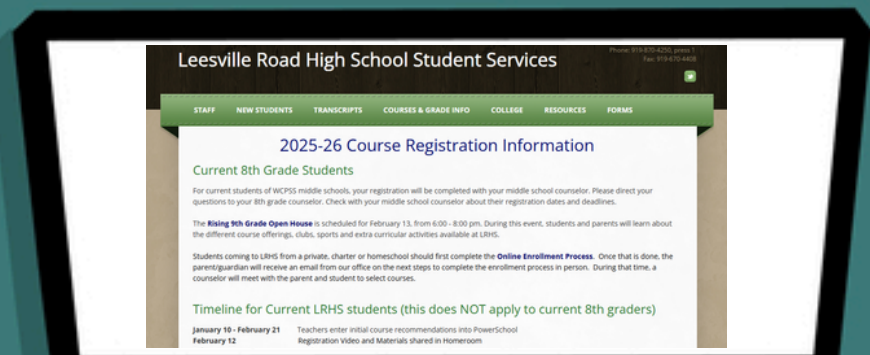 Leesville Road High School Student Services
Phone: 919-870-4250, press 1
Fax: 919-670-4408
STAFF NEW STUDENTS TRANSCRIPTS COURSES & GRADE INFO COLLEGE RESOURCES FORMS
2025-26 Course Registration Information
Current 8th Grade Students
For current students of WCPSS middle schools, your registration will be completed with your middle school counselor. Please direct your
questions to your 8th grade counselor. Check with your middle school counselor about their registration dates and deadlines.
The Rising 9th Grade Open House is scheduled for February 13, from 6:00 - 8:00 pm. During this event, students and parents will learn about
the different course offerings, clubs, sports and extra curricular activities available at LRHS.
Students coming to LRHS from a private, charter or homeschool should first complete the Online Enrollment Process. Once that is done, the
parent/guardian will receive an email from our office on the next steps to complete the enrollment process in person. During that time, a
counselor will meet with the parent and student to select courses.
Timeline for Current LRHS students (this does NOT apply to current 8th graders)
January 10 - February 21 Teachers enter initial course recommendations into PowerSchool
February 12 Registration Video and Materials shared in Homeroom